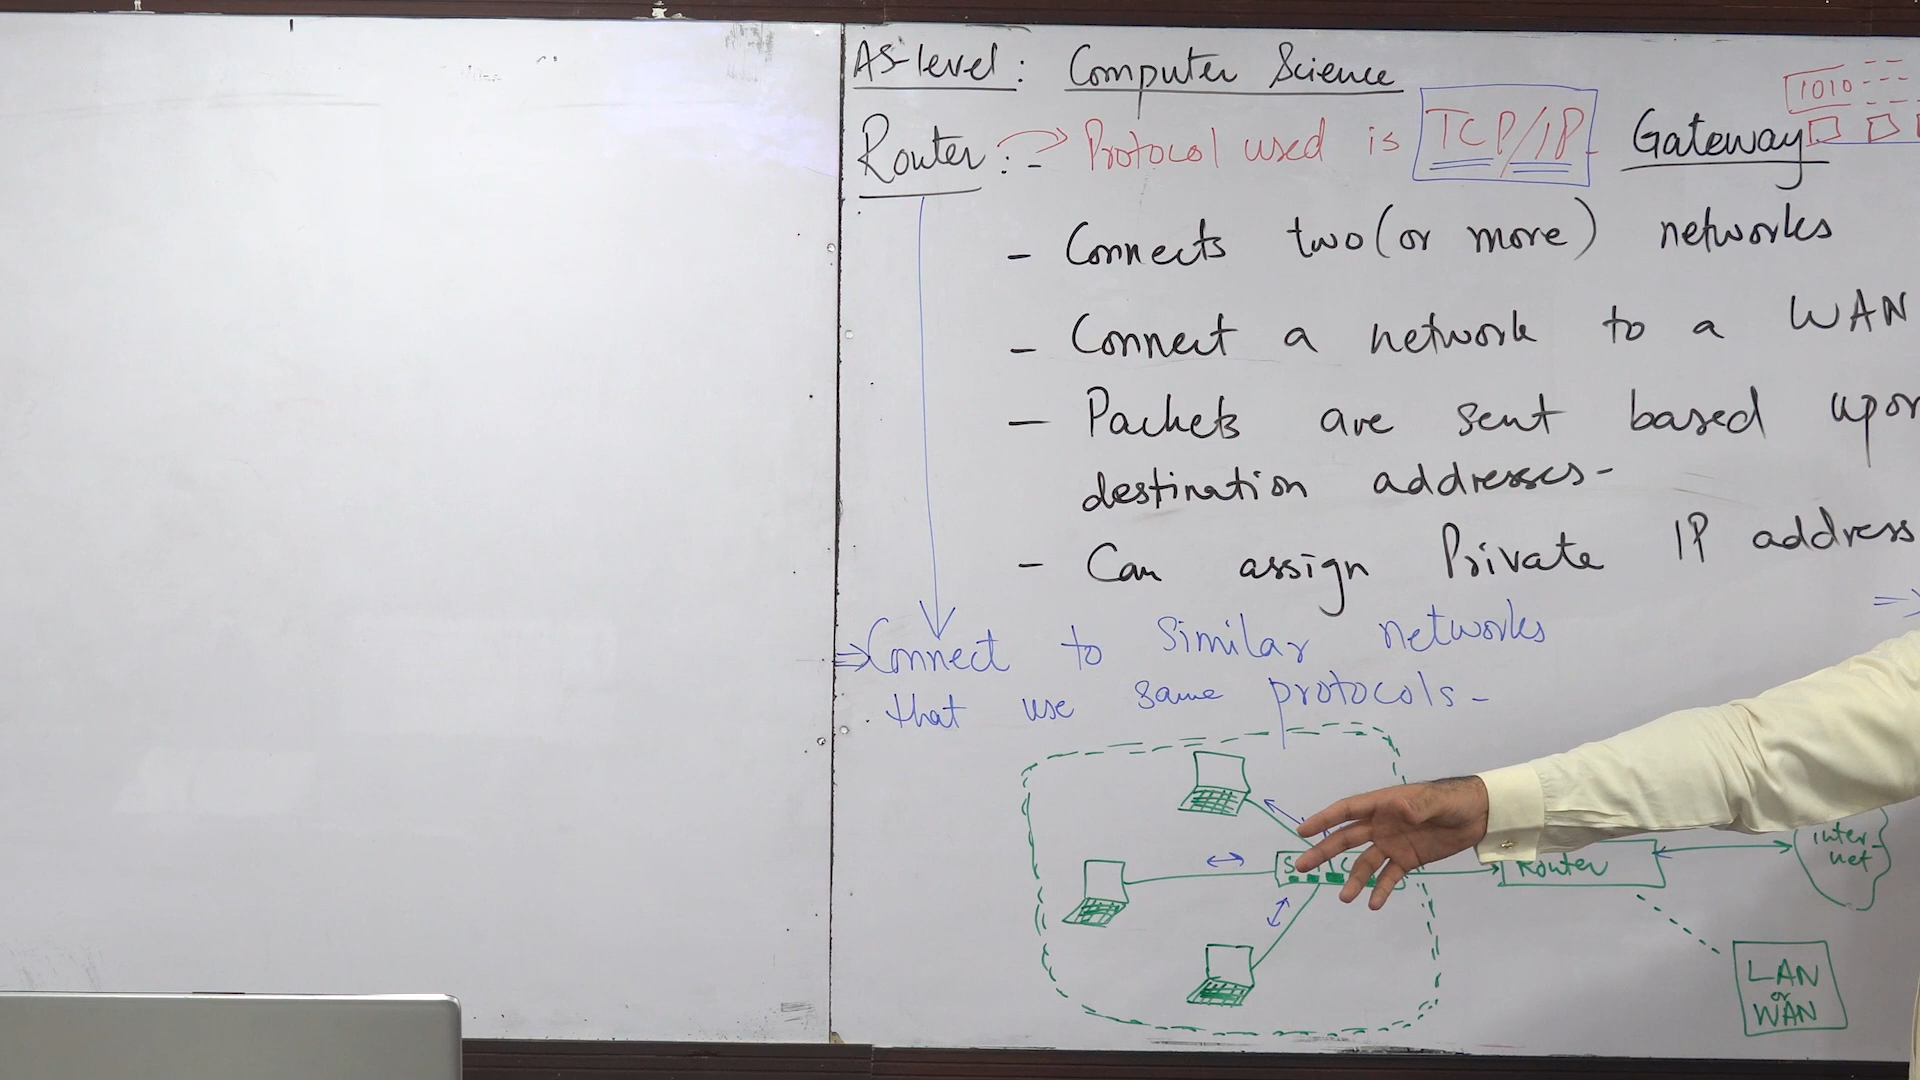 AS-level : Computer Science
1010
Router :- Protocol used is TCP/IP - Gateway
- Connects two (or more) networks
- Connect a network to a WAN
- Packets are sent based upon
destination addresses-
- Can assign Private IP address
⇒ Connect to Similar networks
that use same protocols-
Router
inter-
net
LAN
or
WAN